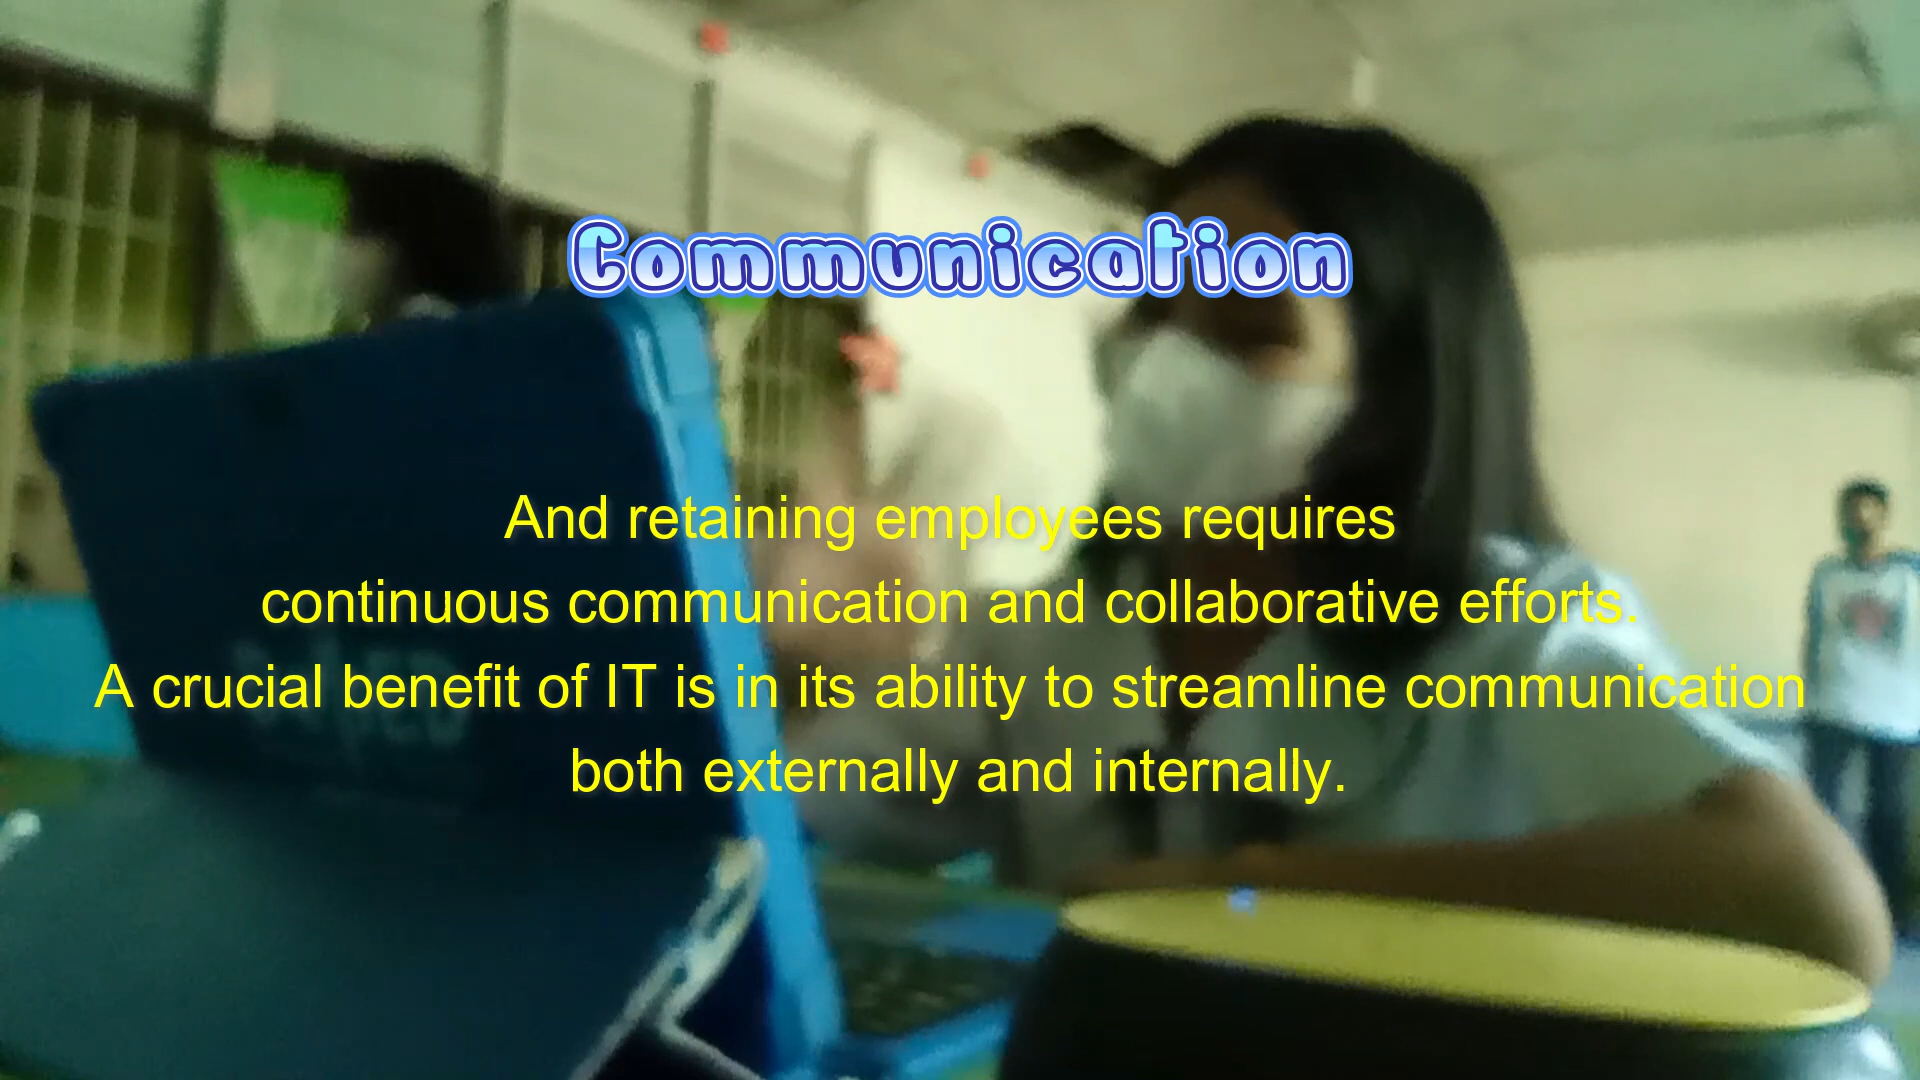 Communication
And retaining employees requires
continuous communication and collaborative efforts.
A crucial benefit of IT is in its ability to streamline communication
both externally and internally.